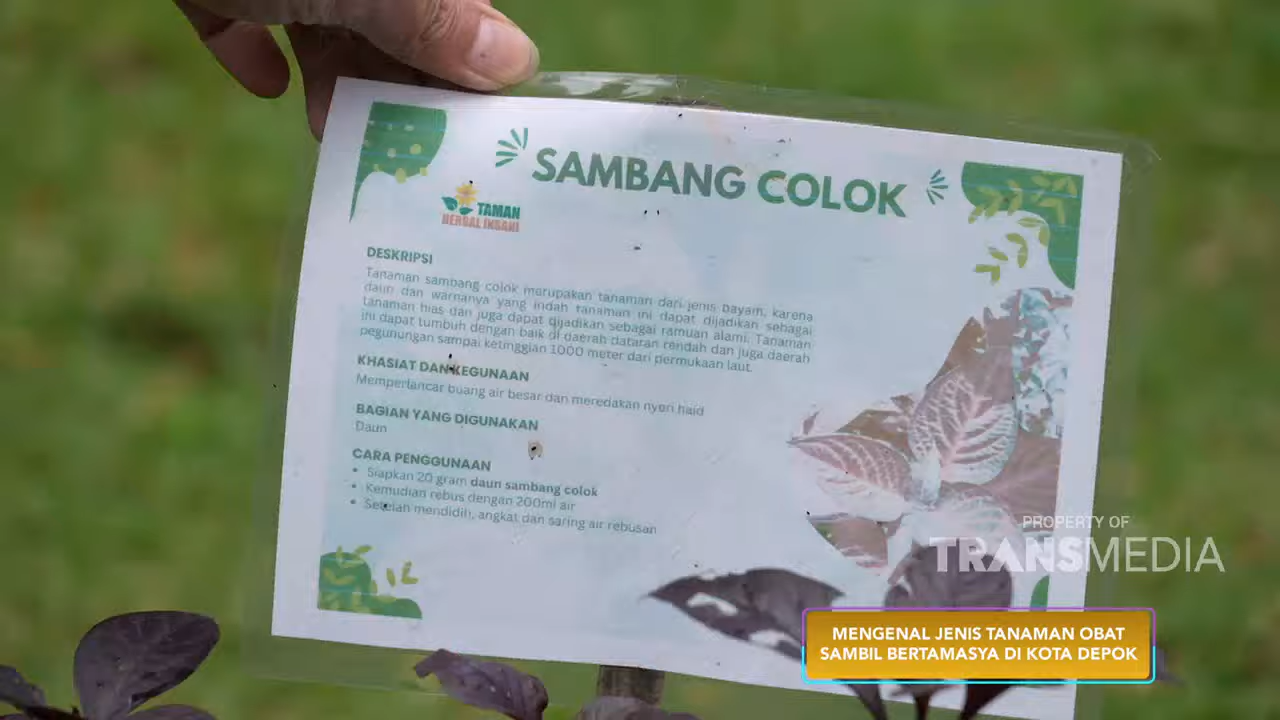 SAMBANG COLOK
TAMAN
HERBAL INSANI
DESKRIPSI
Tanaman sambang colok merupakan tanaman dari jenis bayam, karena
daun dan warnanya yang indah tanaman ini dapat dijadikan sebagai
tanaman hias dan juga dapat dijadikan sebagai ramuan alami. Tanaman
ini dapat tumbuh dengan baik di daerah dataran rendah dan juga daerah
pegunungan sampai ketinggian 1000 meter dari permukaan laut.
KHASIAT DAN KEGUNAAN
Memperlancar buang air besar dan meredakan nyeri haid
BAGIAN YANG DIGUNAKAN
Daun
CARA PENGGUNAAN
• Siapkan 20 gram daun sambang colok
• Kemudian rebus dengan 200ml air
• Setelah mendidih, angkat dan saring air rebusan
PROPERTY OF
TRANSMEDIA
MENGENAL JENIS TANAMAN OBAT
SAMBIL BERTAMASYA DI KOTA DEPOK